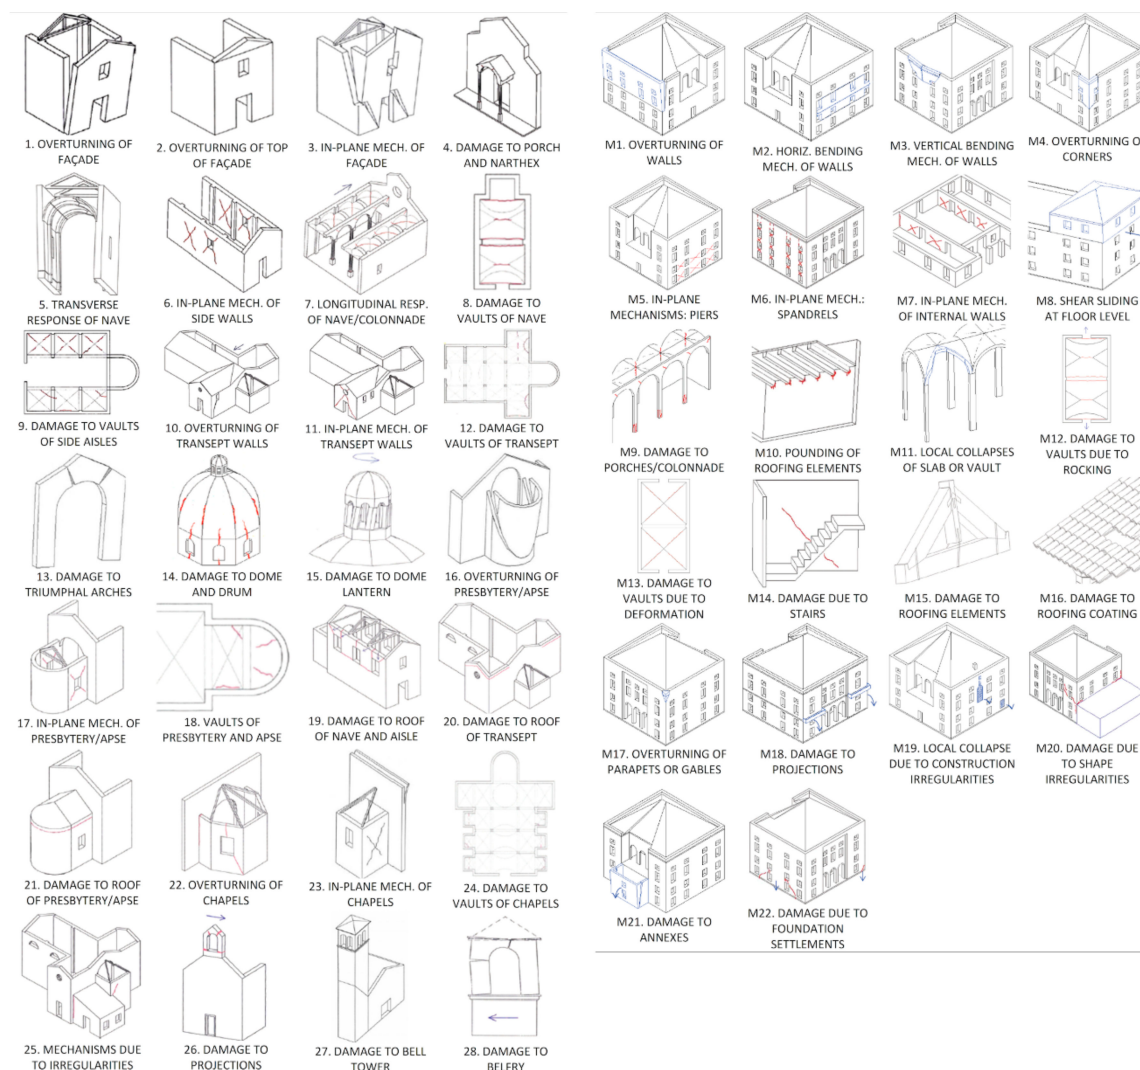 1. OVERTURNING OF
FAÇADE
2. OVERTURNING OF TOP
OF FAÇADE
3. IN-PLANE MECH. OF
FAÇADE
4. DAMAGE TO PORCH
AND NARTHEX
5. TRANSVERSE
RESPONSE OF NAVE
6. IN-PLANE MECH. OF
SIDE WALLS
7. LONGITUDINAL RESP.
OF NAVE/COLONNADE
8. DAMAGE TO
VAULTS OF NAVE
9. DAMAGE TO VAULTS
OF SIDE AISLES
10. OVERTURNING OF
TRANSEPT WALLS
11. IN-PLANE MECH. OF
TRANSEPT WALLS
12. DAMAGE TO
VAULTS OF TRANSEPT
13. DAMAGE TO
TRIUMPHAL ARCHES
14. DAMAGE TO DOME
AND DRUM
15. DAMAGE TO DOME
LANTERN
16. OVERTURNING OF
PRESBYTERY/APSE
17. IN-PLANE MECH. OF
PRESBYTERY/APSE
18. VAULTS OF
PRESBYTERY AND APSE
19. DAMAGE TO ROOF
OF NAVE AND AISLE
20. DAMAGE TO ROOF
OF TRANSEPT
21. DAMAGE TO ROOF
OF PRESBYTERY/APSE
22. OVERTURNING OF
CHAPELS
23. IN-PLANE MECH. OF
CHAPELS
24. DAMAGE TO
VAULTS OF CHAPELS
25. MECHANISMS DUE
TO IRREGULARITIES
26. DAMAGE TO
PROJECTIONS
27. DAMAGE TO BELL
TOWER
28. DAMAGE TO
BELFRY
M1. OVERTURNING OF
WALLS
M2. HORIZ. BENDING
MECH. OF WALLS
M3. VERTICAL BENDING
MECH. OF WALLS
M4. OVERTURNING O
CORNERS
M5. IN-PLANE
MECHANISMS: PIERS
M6. IN-PLANE MECH.:
SPANDRELS
M7. IN-PLANE MECH.
OF INTERNAL WALLS
M8. SHEAR SLIDING
AT FLOOR LEVEL
M9. DAMAGE TO
PORCHES/COLONNADE
M10. POUNDING OF
ROOFING ELEMENTS
M11. LOCAL COLLAPSES
OF SLAB OR VAULT
M12. DAMAGE TO
VAULTS DUE TO
ROCKING
M13. DAMAGE TO
VAULTS DUE TO
DEFORMATION
M14. DAMAGE DUE TO
STAIRS
M15. DAMAGE TO
ROOFING ELEMENTS
M16. DAMAGE TO
ROOFING COATING
M17. OVERTURNING OF
PARAPETS OR GABLES
M18. DAMAGE TO
PROJECTIONS
M19. LOCAL COLLAPSE
DUE TO CONSTRUCTION
IRREGULARITIES
M20. DAMAGE DUE
TO SHAPE
IRREGULARITIES
M21. DAMAGE TO
ANNEXES
M22. DAMAGE DUE TO
FOUNDATION
SETTLEMENTS